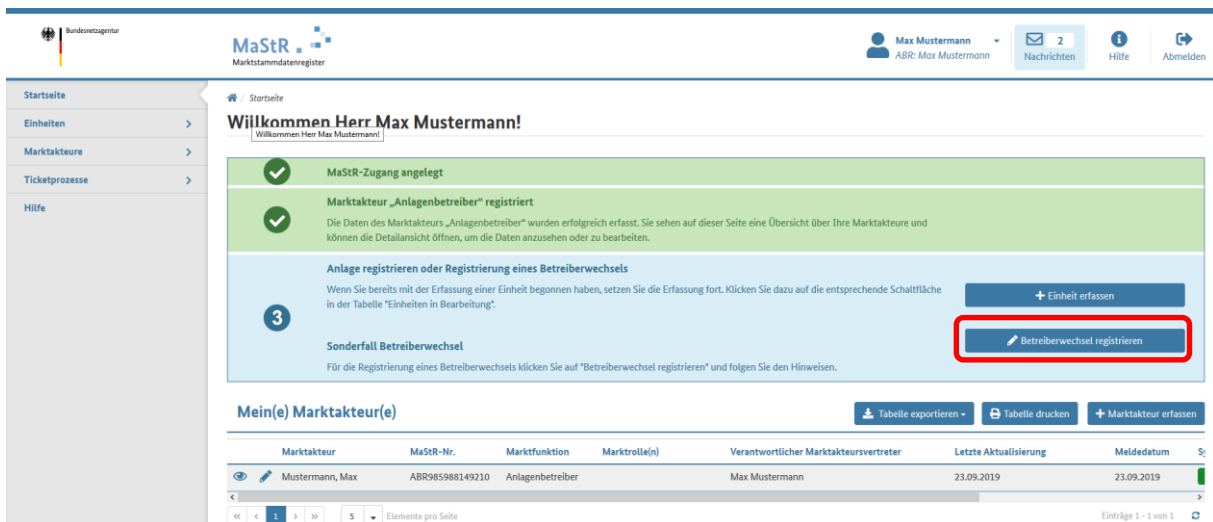 Bundesnetzagentur
MaStR
Marktstammdatenregister
Max Mustermann
ABR: Max Mustermann
2
Nachrichten
Hilfe
Abmelden
Startseite
Einheiten
Marktakteure
Ticketprozesse
Hilfe
/ Startseite
Willkommen Herr Max Mustermann!
Willkommen Herr Max Mustermann!
MaStR-Zugang angelegt
Marktakteur „Anlagenbetreiber" registriert
Die Daten des Marktakteurs „Anlagenbetreiber" wurden erfolgreich erfasst. Sie sehen auf dieser Seite eine Übersicht über Ihre Marktakteure und
können die Detailansicht öffnen, um die Daten anzusehen oder zu bearbeiten.
3
Anlage registrieren oder Registrierung eines Betreiberwechsels
Wenn Sie bereits mit der Erfassung einer Einheit begonnen haben, setzen Sie die Erfassung fort. Klicken Sie dazu auf die entsprechende Schaltfläche
in der Tabelle "Einheiten in Bearbeitung".
+ Einheit erfassen
Sonderfall Betreiberwechsel
Für die Registrierung eines Betreiberwechsels klicken Sie auf "Betreiberwechsel registrieren" und folgen Sie den Hinweisen.
Betreiberwechsel registrieren
Mein(e) Marktakteur(e)
Tabelle exportieren
Tabelle drucken
+ Marktakteur erfassen
Marktakteur MaStR-Nr. Marktfunktion Marktrolle(n) Verantwortlicher Marktakteursvertreter Letzte Aktualisierung Meldedatum
Mustermann, Max ABR985988149210 Anlagenbetreiber Max Mustermann 23.09.2019 23.09.2019
« < 1 > » 5 Elemente pro Seite
Einträge 1 - 1 von 1